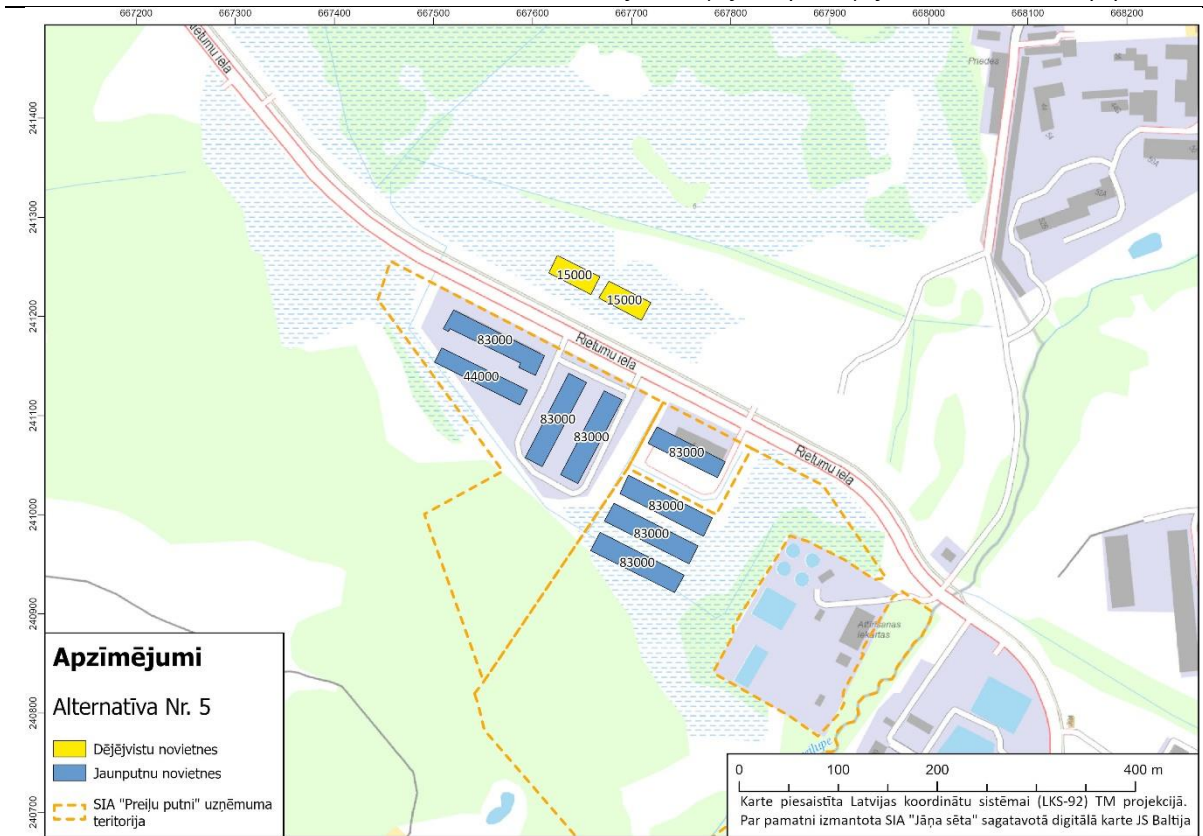 667200 667300 667400 667500 667600 667700 667800 667900 668000 668100 668200
241400
241300
241200
241100
241000
240900
240800
240700
Rietumu iela
Priedes
15000
15000
83000
44000
Rietumu iela
83000
83000
83000
Rietumu iela
83000
83000
83000
Attīrīšanas
iekārtas
Apzīmējumi
Alternatīva Nr. 5
Dējējvistu novietnes
Jaunputnu novietnes
SIA "Preiļu putni" uzņēmuma
teritorija
0 100 200 400 m
Karte piesaistīta Latvijas koordinātu sistēmai (LKS-92) TM projekcijā.
Par pamatni izmantota SIA "Jāņa sēta" sagatavotā digitālā karte JS Baltija